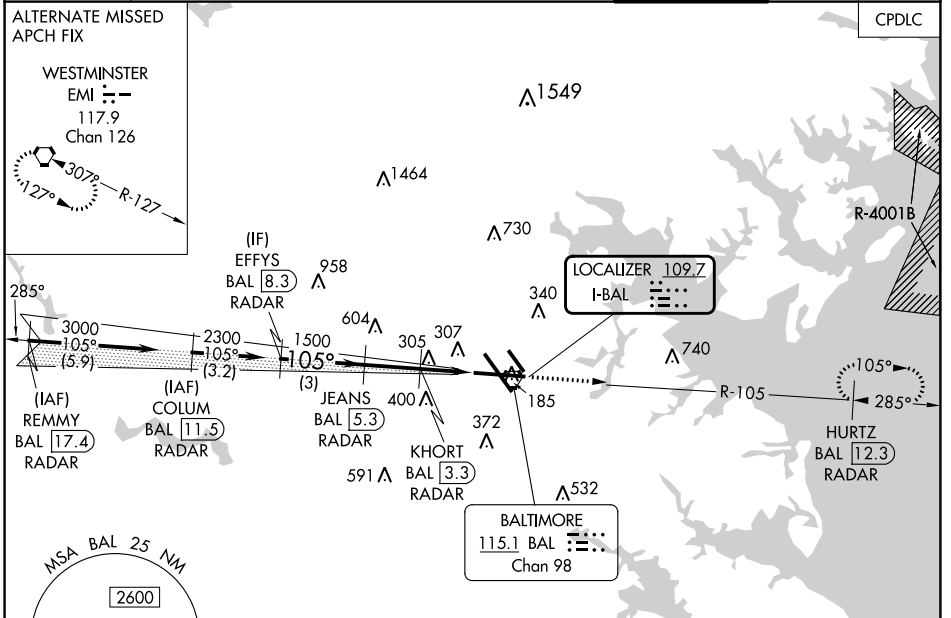 ALTERNATE MISSED
APCH FIX
WESTMINSTER
EMI
117.9
Chan 126
307°
127°
R-127
CPDLC
1549
1464
730
R-4001B
(IF)
EFFYS
BAL 8.3
RADAR
958
LOCALIZER 109.7
I-BAL
340
604
305
307
740
285°
3000
105°
(5.9)
2300
105°
(3.2)
1500
105°
(3)
185
R-105
105°
285°
(IAF)
REMMY
BAL 17.4
RADAR
(IAF)
COLUM
BAL 11.5
RADAR
JEANS
BAL 5.3
RADAR
400
KHORT
BAL 3.3
RADAR
372
HURTZ
BAL 12.3
RADAR
591
532
BALTIMORE
115.1 BAL
Chan 98
MSA BAL 25 NM
2600